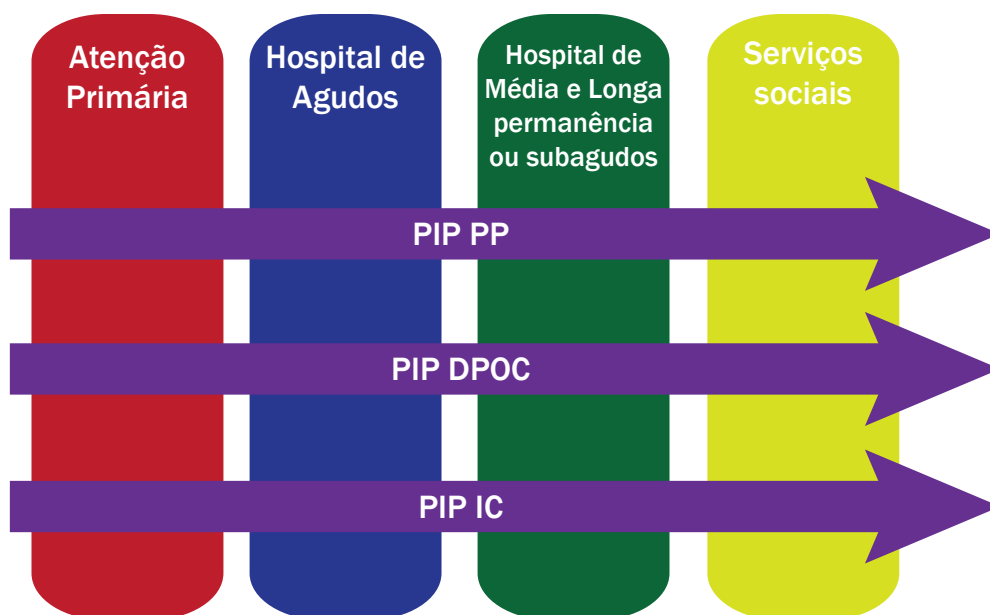 Atenção
Primária
Hospital de
Agudos
Hospital de
Média e Longa
permanência
ou subagudos
Serviços
sociais
PIP PP
PIP DPOC
PIP IC